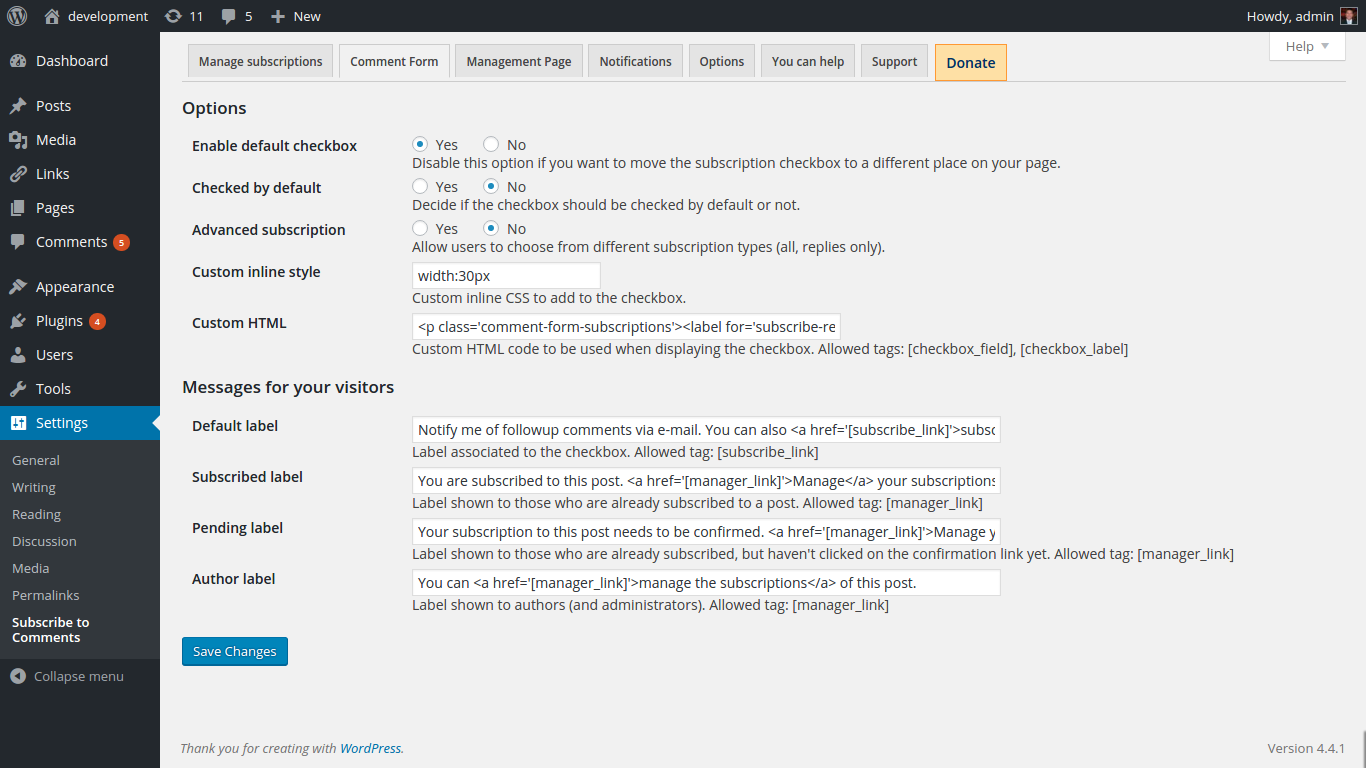 development 11 5 New Howdy, admin
Help
Dashboard
Posts
Media
Links
Pages
Comments 5
Appearance
Plugins 4
Users
Tools
Settings
General
Writing
Reading
Discussion
Media
Permalinks
Subscribe to
Comments
Collapse menu
Manage subscriptions Comment Form Management Page Notifications Options You can help Support Donate
Options
Enable default checkbox Yes No
Disable this option if you want to move the subscription checkbox to a different place on your page.
Checked by default Yes No
Decide if the checkbox should be checked by default or not.
Advanced subscription Yes No
Allow users to choose from different subscription types (all, replies only).
Custom inline style width:30px
Custom inline CSS to add to the checkbox.
Custom HTML <p class='comment-form-subscriptions'><label for='subscribe-re
Custom HTML code to be used when displaying the checkbox. Allowed tags: [checkbox_field], [checkbox_label]
Messages for your visitors
Default label Notify me of followup comments via e-mail. You can also <a href='[subscribe_link]'>subsc
Label associated to the checkbox. Allowed tag: [subscribe_link]
Subscribed label You are subscribed to this post. <a href='[manager_link]'>Manage</a> your subscriptions
Label shown to those who are already subscribed to a post. Allowed tag: [manager_link]
Pending label Your subscription to this post needs to be confirmed. <a href='[manager_link]'>Manage y
Label shown to those who are already subscribed, but haven't clicked on the confirmation link yet. Allowed tag: [manager_link]
Author label You can <a href='[manager_link]'>manage the subscriptions</a> of this post.
Label shown to authors (and administrators). Allowed tag: [manager_link]
Save Changes
Thank you for creating with WordPress. Version 4.4.1